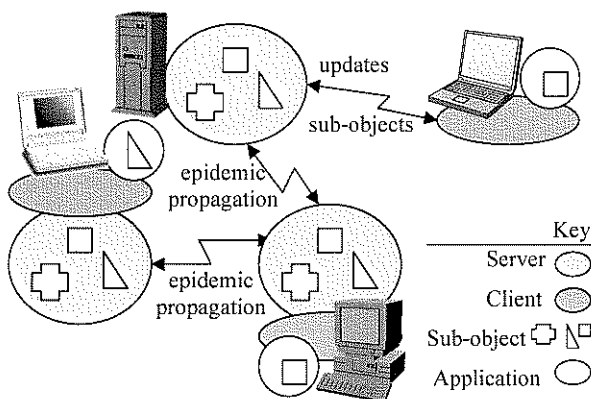 updates
sub-objects
epidemic
propagation
epidemic
propagation
Key
Server
Client
Sub-object
Application